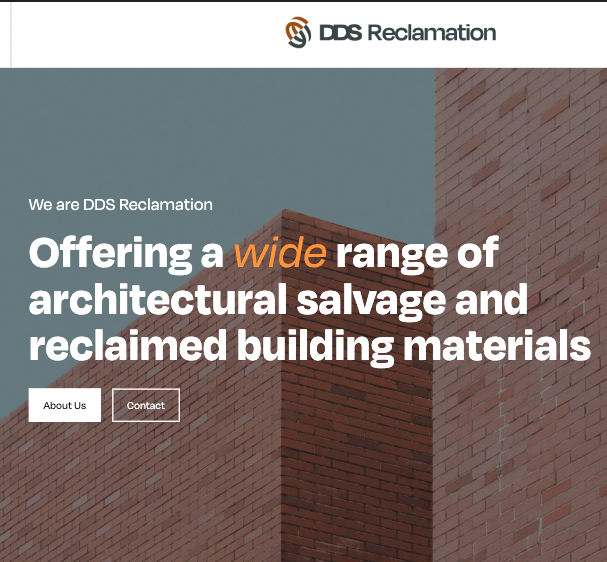 DDS Reclamation
We are DDS Reclamation
Offering a wide range of
architectural salvage and
reclaimed building materials
About Us
Contact